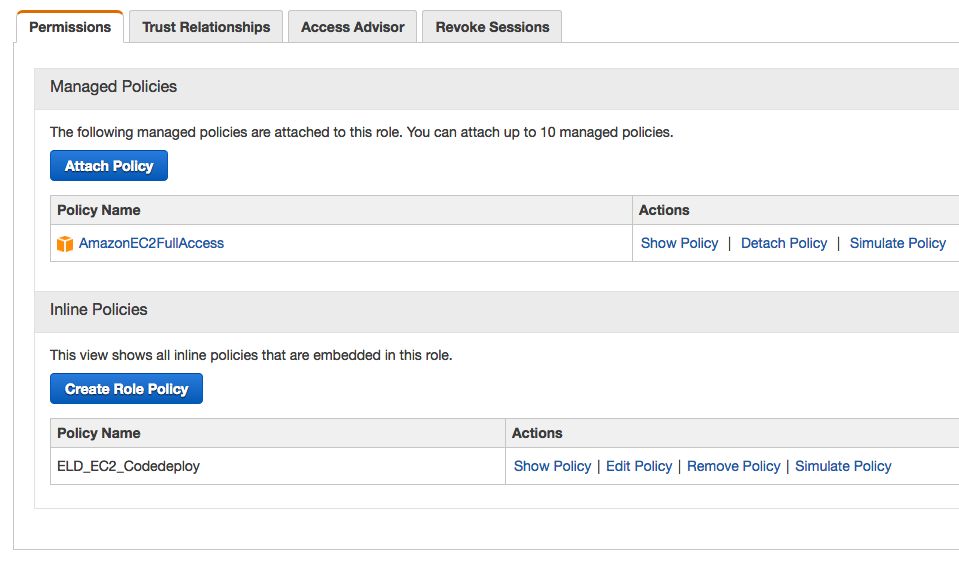 Permissions Trust Relationships Access Advisor Revoke Sessions
Managed Policies
The following managed policies are attached to this role. You can attach up to 10 managed policies.
Attach Policy
Policy Name Actions
AmazonEC2FullAccess Show Policy | Detach Policy | Simulate Policy
Inline Policies
This view shows all inline policies that are embedded in this role.
Create Role Policy
Policy Name Actions
ELD_EC2_Codedeploy Show Policy | Edit Policy | Remove Policy | Simulate Policy